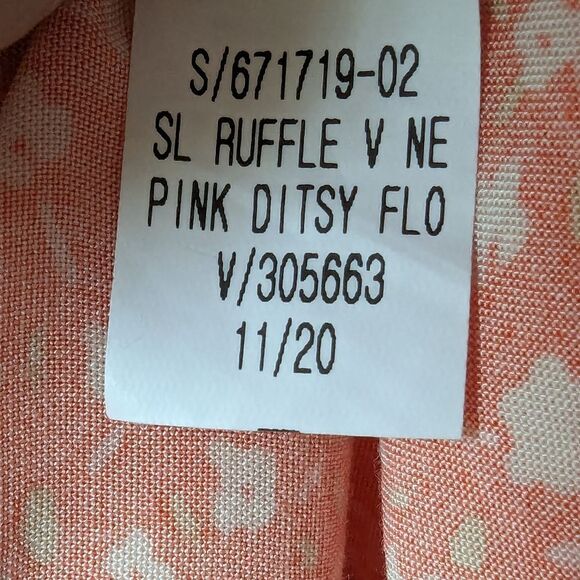 S/671719-02
SL RUFFLE V NE
PINK DITSY FLO
V/305663
11/20